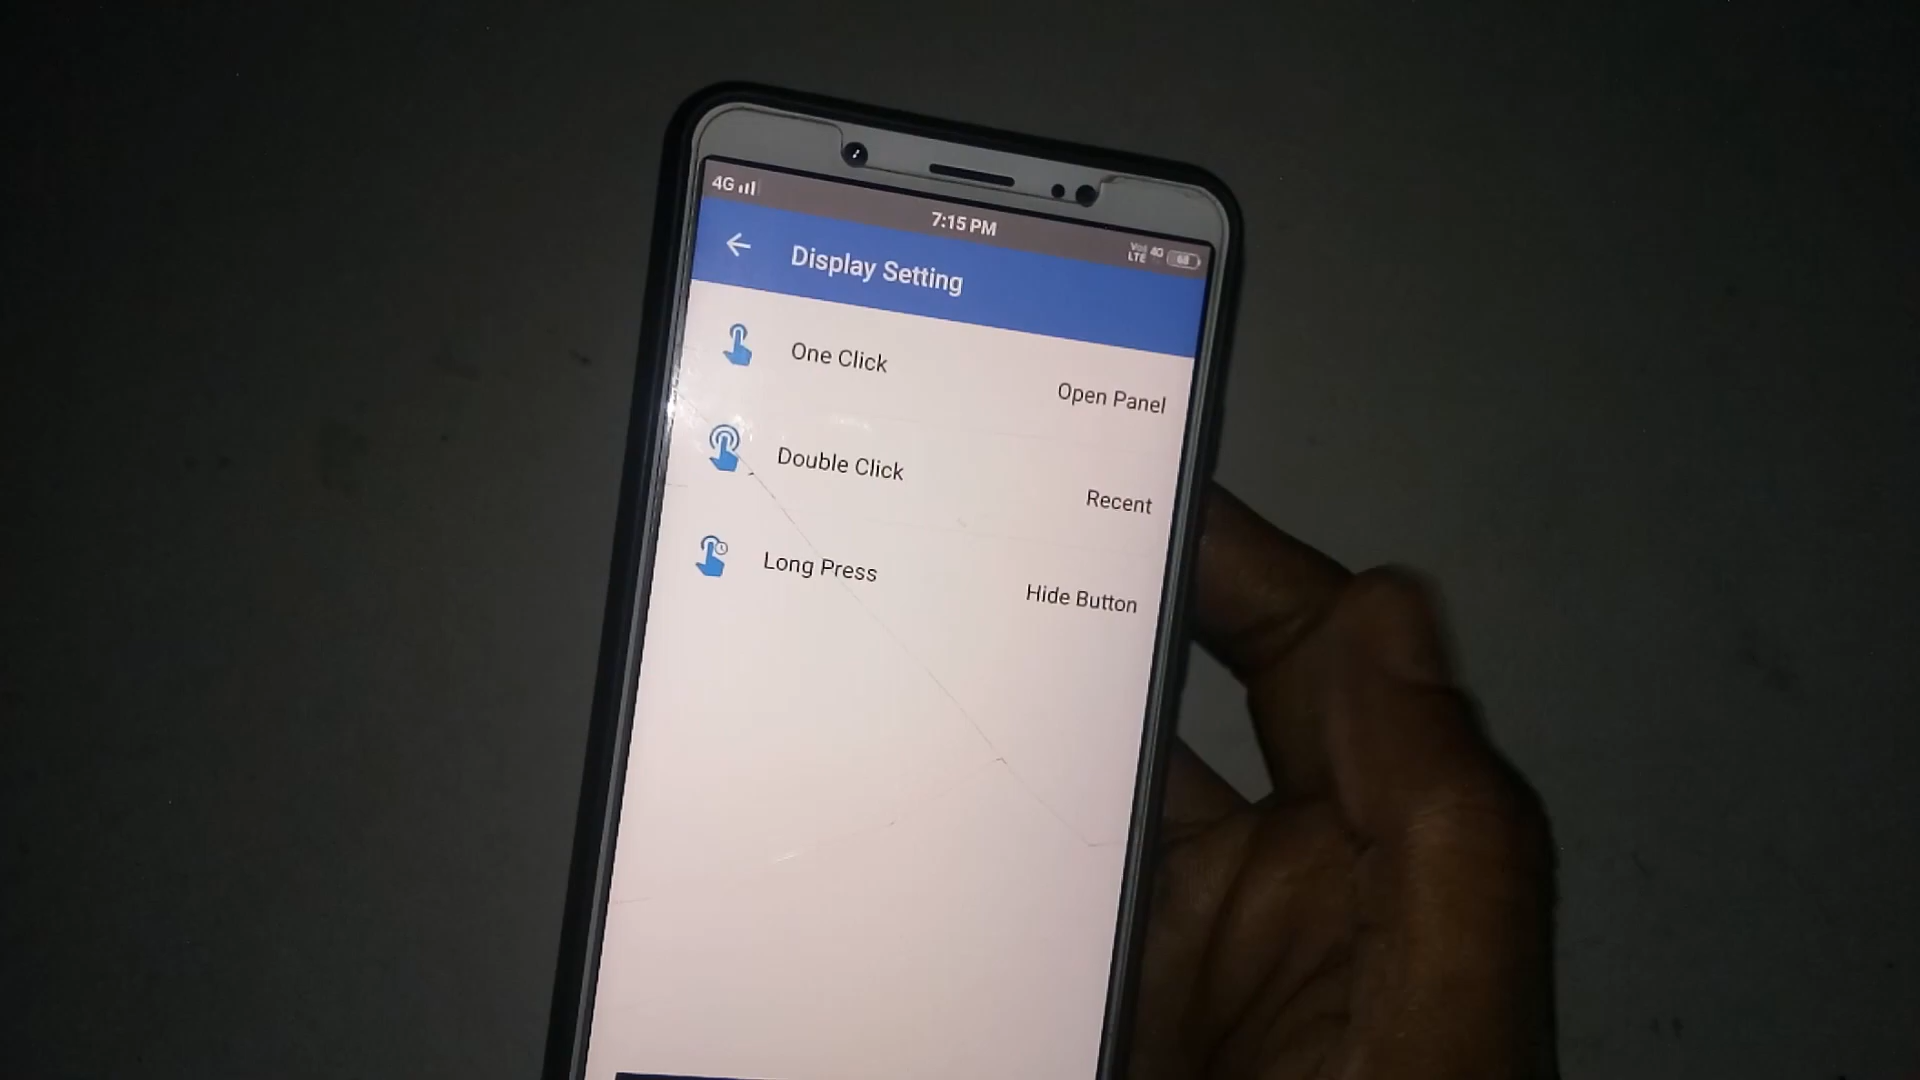 4G
7:15 PM
Vo) 4G
LTE 68
Display Setting
One Click
Open Panel
Double Click
Recent
Long Press
Hide Button